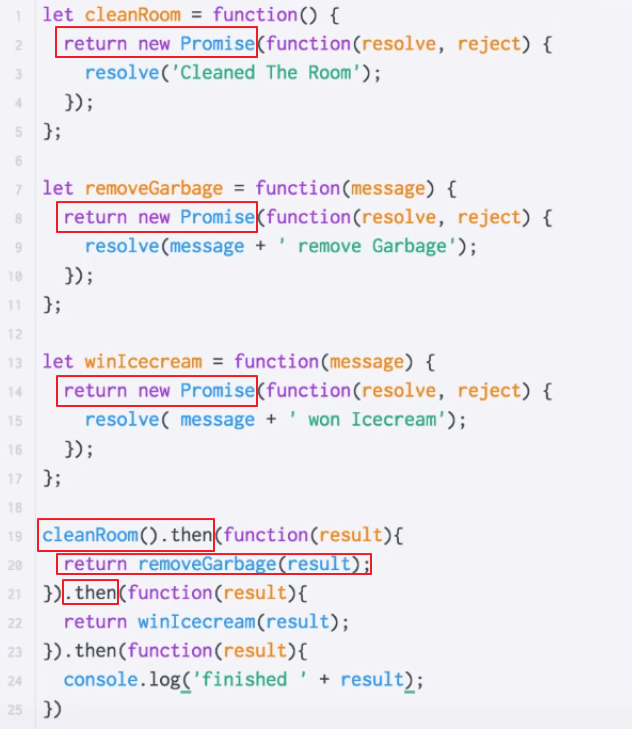 1 let cleanRoom = function() {
2   return new Promise(function(resolve, reject) {
3     resolve('Cleaned The Room');
4   });
5 };
6
7 let removeGarbage = function(message) {
8   return new Promise(function(resolve, reject) {
9     resolve(message + ' remove Garbage');
10   });
11 };
12
13 let winIcecream = function(message) {
14   return new Promise(function(resolve, reject) {
15     resolve( message + ' won Icecream');
16   });
17 };
18
19 cleanRoom().then(function(result){
20   return removeGarbage(result);
21 }).then(function(result){
22   return winIcecream(result);
23 }).then(function(result){
24   console.log('finished ' + result);
25 })